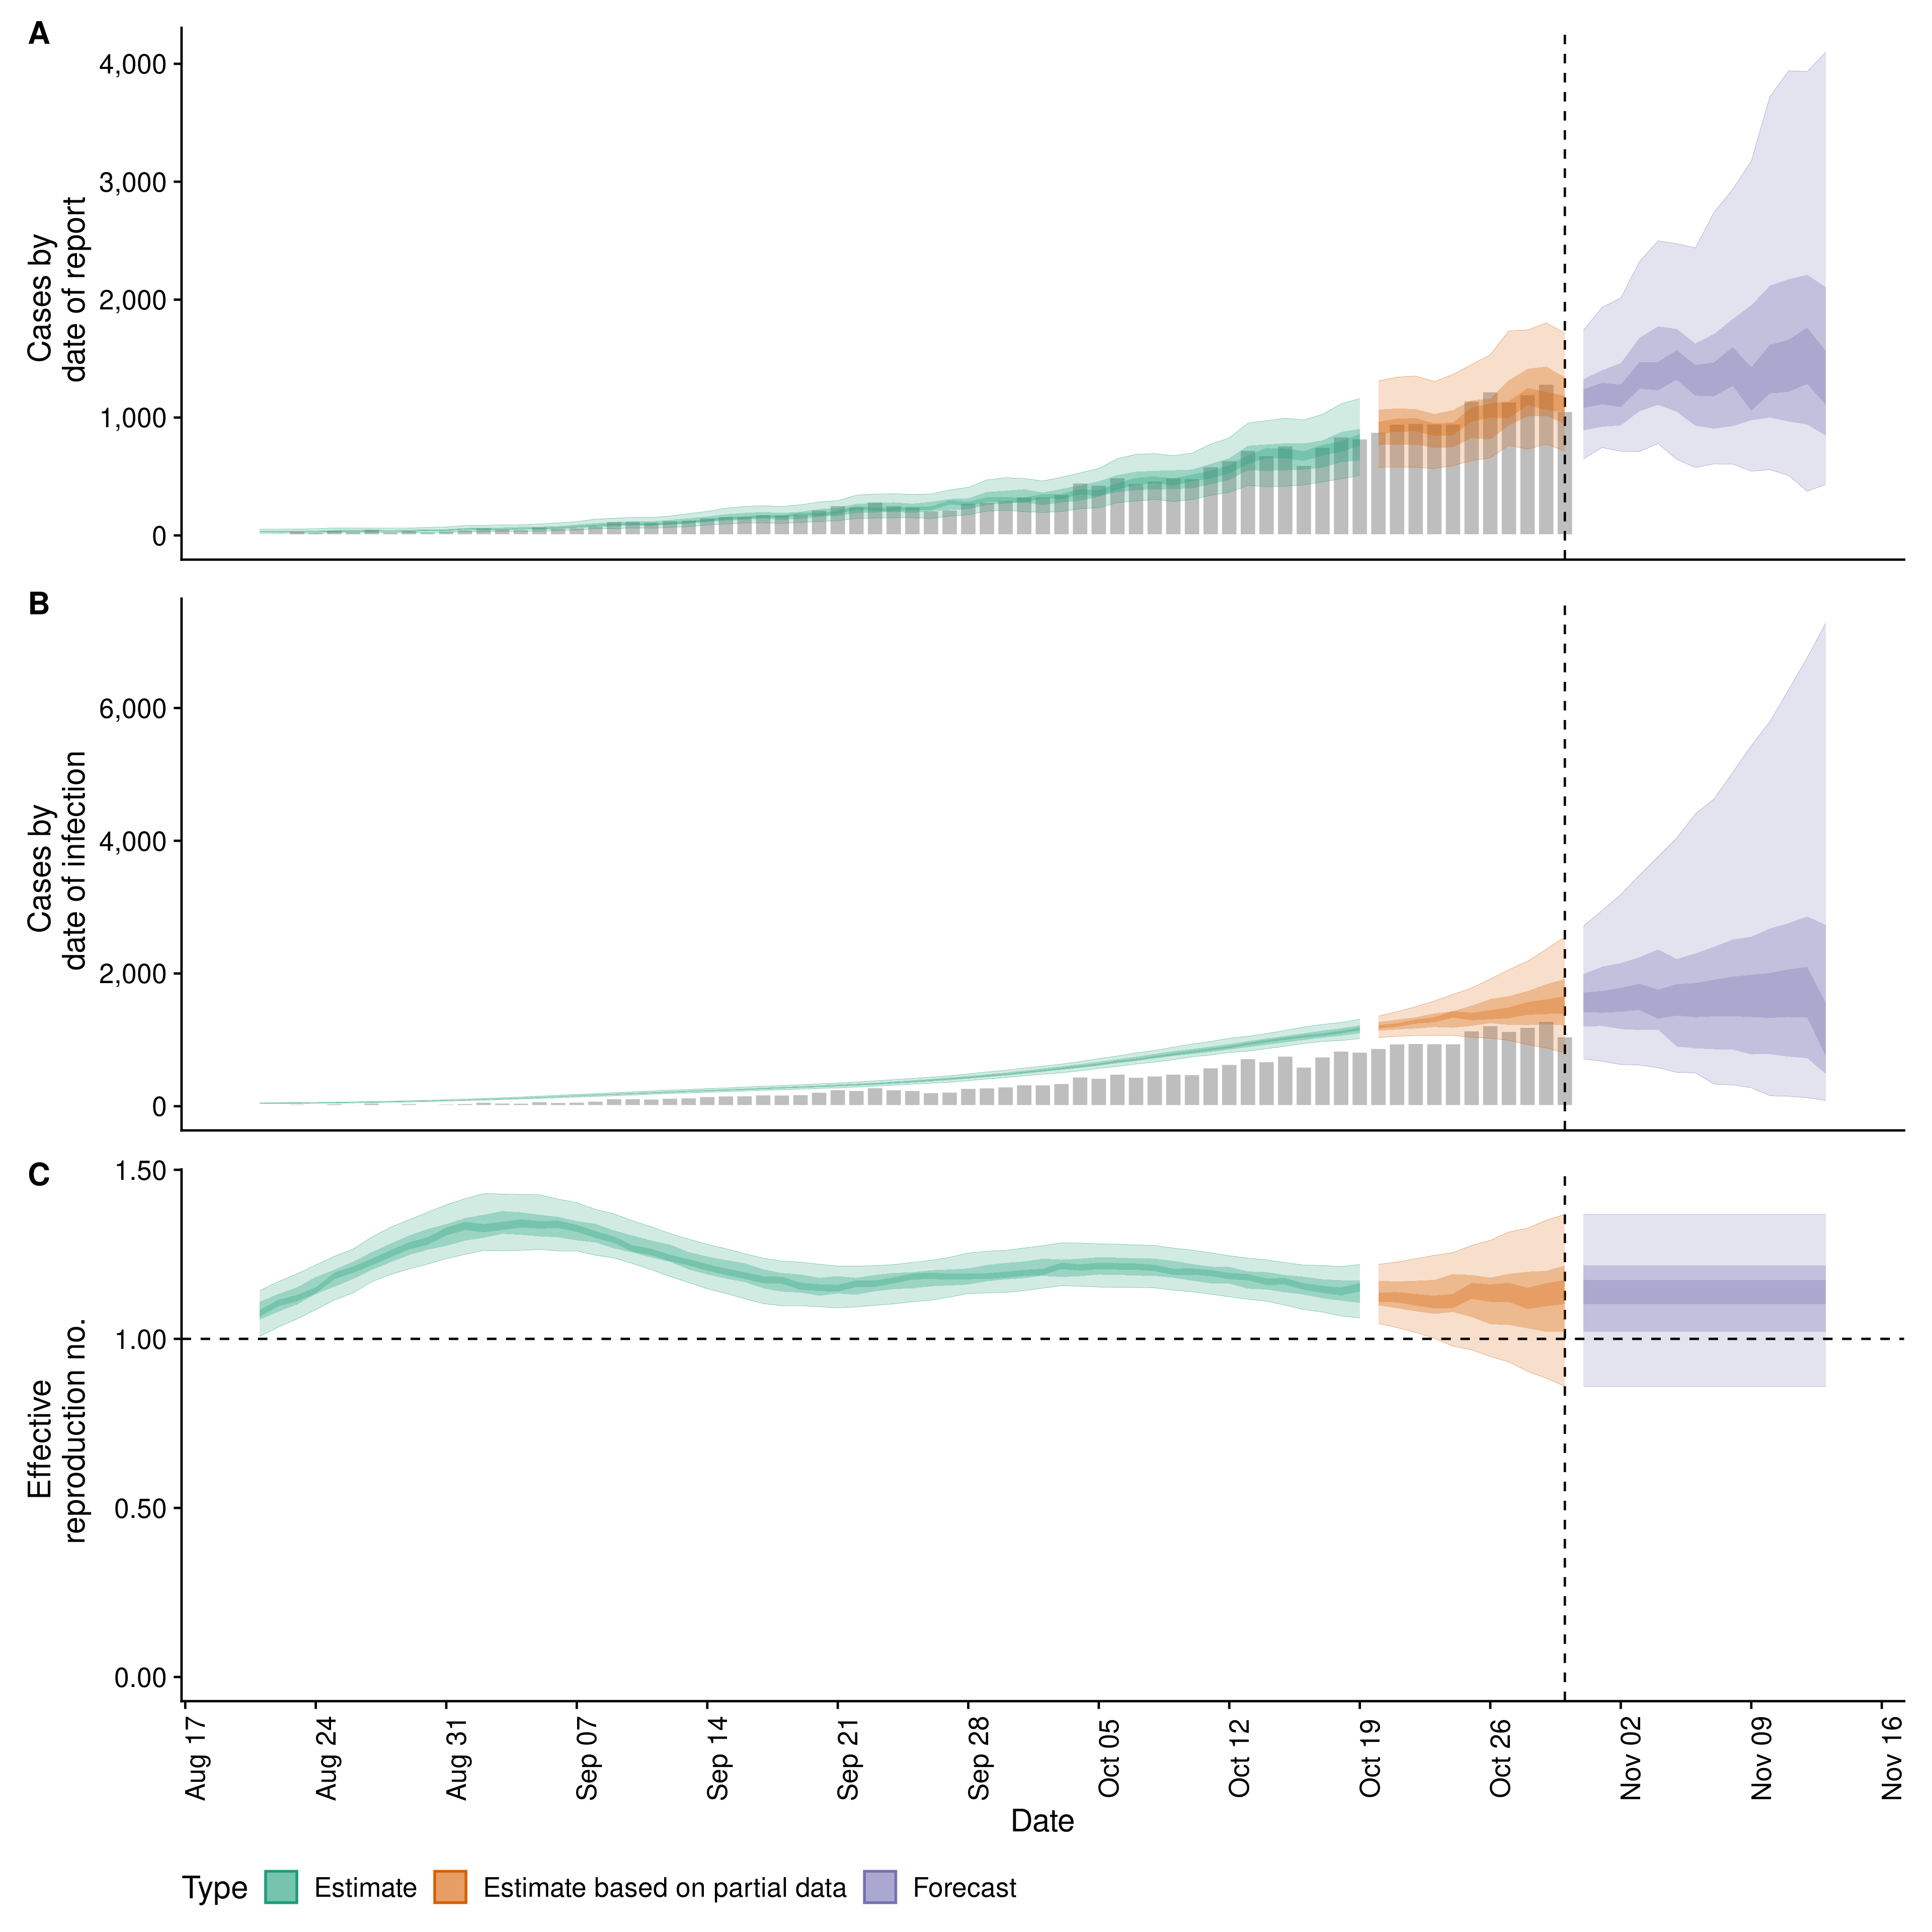 A
4,000
3,000
2,000
1,000
0
Cases by
date of report
B
6,000
4,000
2,000
0
Cases by
date of infection
C
1.50
1.00
0.50
0.00
Effective
reproduction no.
Aug 17
Aug 24
Aug 31
Sep 07
Sep 14
Sep 21
Sep 28
Oct 05
Oct 12
Oct 19
Oct 26
Nov 02
Nov 09
Nov 16
Date
Type Estimate Estimate based on partial data Forecast